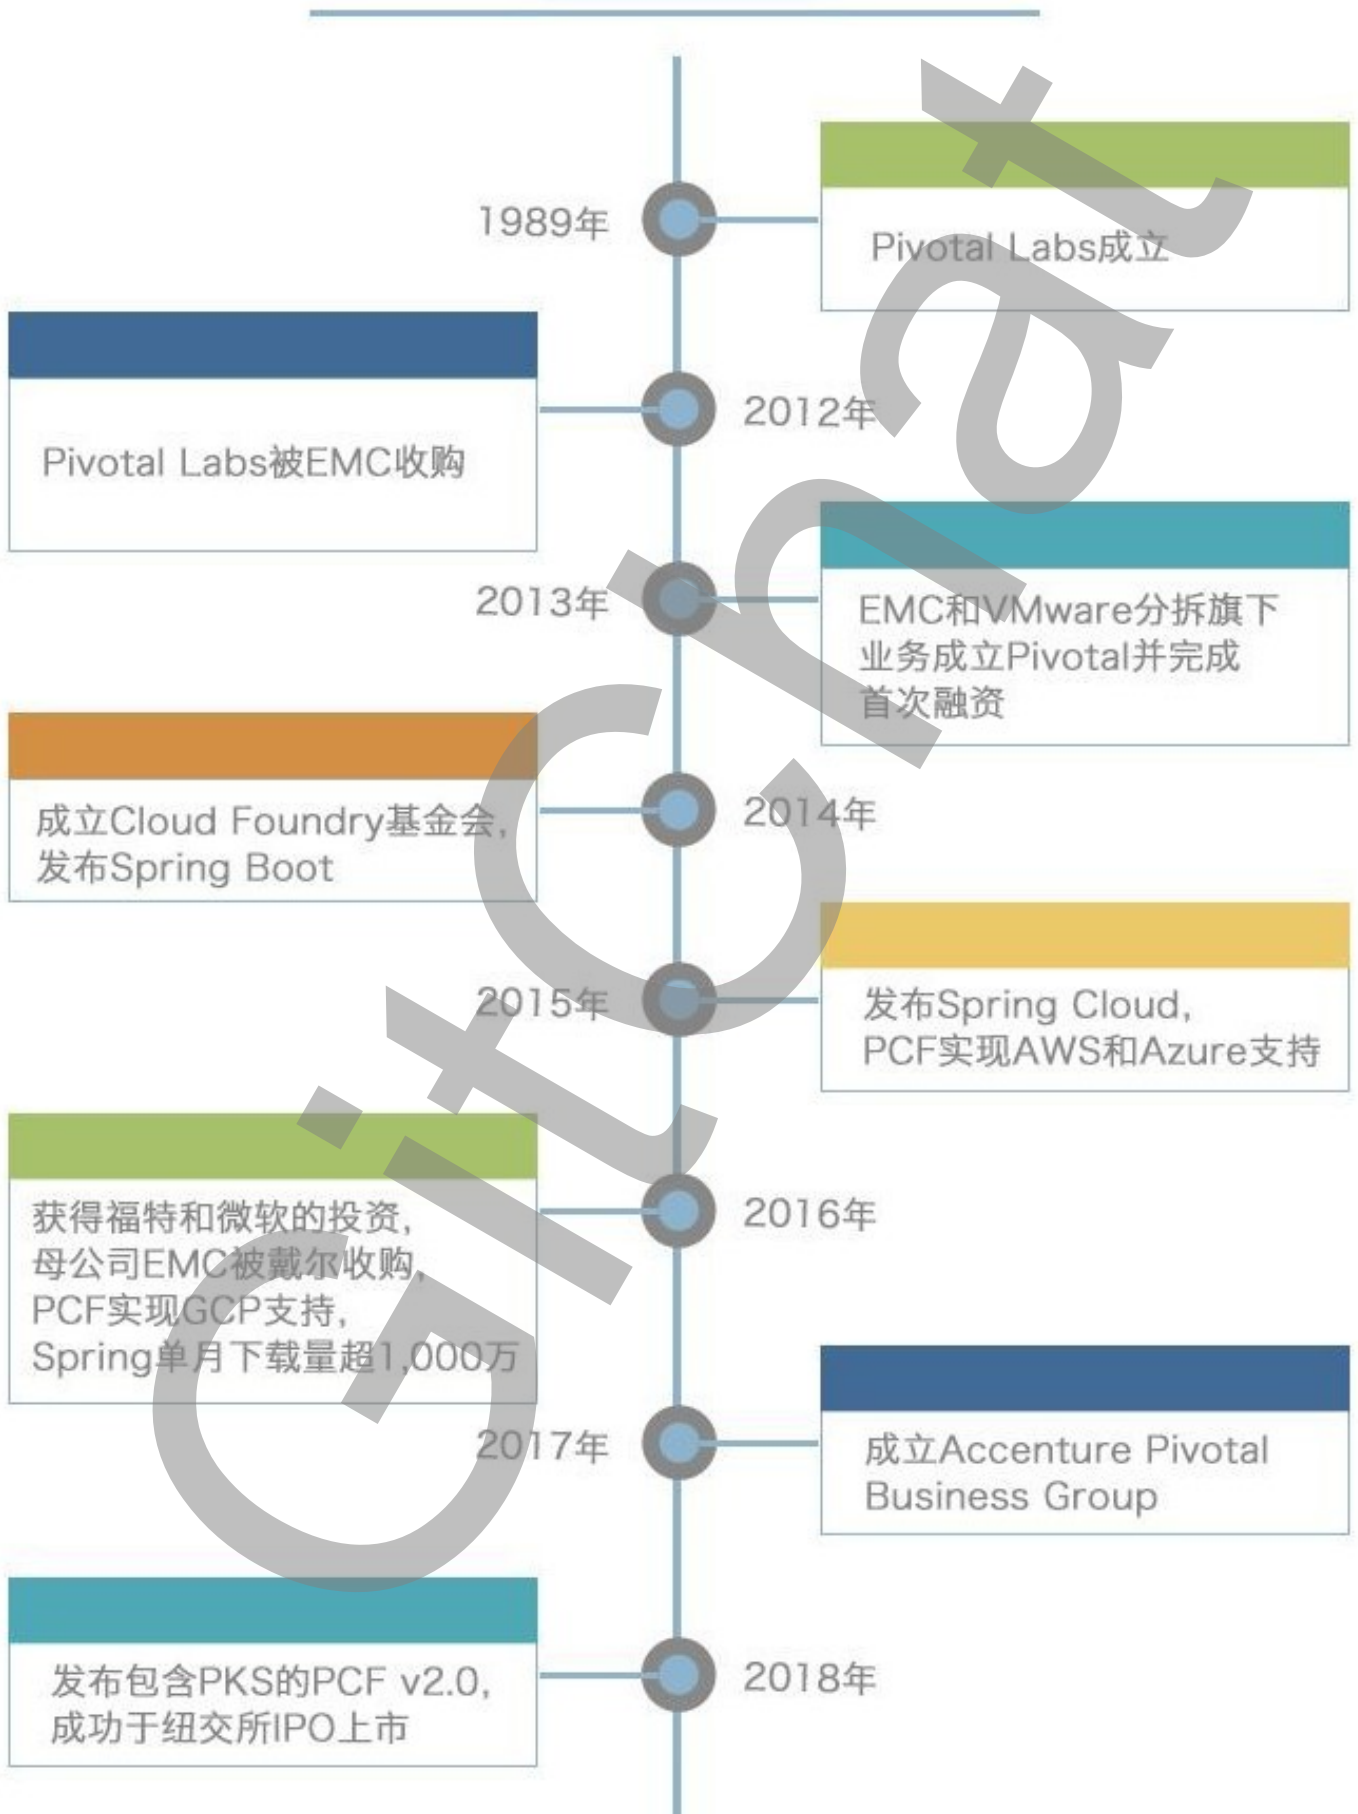 1989年
Pivotal Labs成立
2012年
Pivotal Labs被EMC收购
2013年
EMC和VMware分拆旗下
业务成立Pivotal并完成
首次融资
2014年
成立Cloud Foundry基金会,
发布Spring Boot
2015年
发布Spring Cloud,
PCF实现AWS和Azure支持
2016年
获得福特和微软的投资,
母公司EMC被戴尔收购,
PCF实现GCP支持,
Spring单月下载量超1,000万
2017年
成立Accenture Pivotal
Business Group
2018年
发布包含PKS的PCF v2.0,
成功于纽交所IPO上市
GitChat